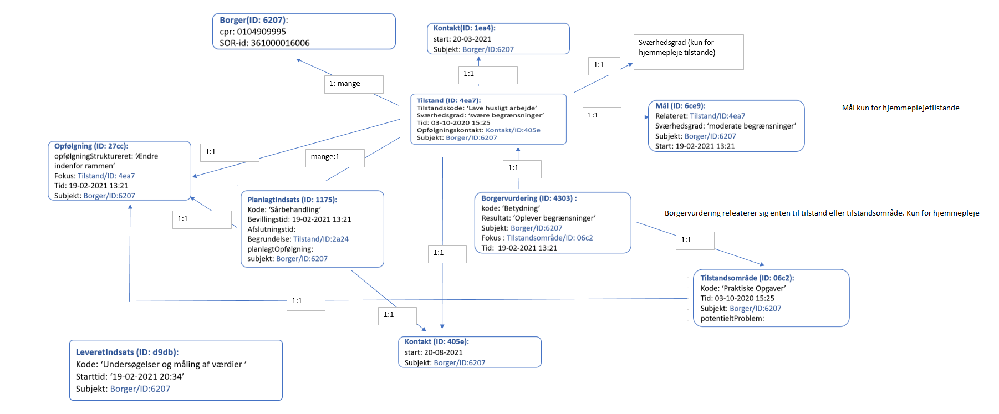 Borger(ID: 6207):
cpr: 0104909995
SOR-id: 361000016006
Kontakt(ID: 1ea4):
start: 20-03-2021
Subjekt: Borger/ID:6207
Sværhedsgrad (kun for
hjemmepleje tilstande)
1:1
1:1
1: mange
Tilstand (ID: 4ea7):
Tilstandskode: ‘Lave husligt arbejde’
Sværhedsgrad: ‘svære begrænsninger’
Tid: 03-10-2020 15:25
Opfølgningskontakt: Kontakt/ID:405e
Subjekt: Borger/ID:6207
1:1
Mål (ID: 6ce9):
Relateret: Tilstand/ID:4ea7
Sværhedsgrad: ‘moderate begrænsninger’
Subjekt: Borger/ID:6207
Start: 19-02-2021 13:21
Mål kun for hjemmeplejetilstande
Opfølgning (ID: 27cc):
opfølgningStruktureret: ‘Ændre
indenfor rammen’
Fokus: Tilstand/ID: 4ea7
Tid: 19-02-2021 13:21
Subjekt: Borger/ID:6207
1:1
mange:1
1:1
PlanlagtIndsats (ID: 1175):
Kode: ‘Sårbehandling’
Bevillingstid: 19-02-2021 13:21
Afslutningstid:
Begrundelse: Tilstand/ID:2a24
planlagtOpfølgning:
subjekt: Borger/ID:6207
Borgervurdering (ID: 4303) :
kode: ‘Betydning’
Resultat: ‘Oplever begrænsninger’
Subjekt: Borger/ID:6207
Fokus : TIlstandsområde/ID: 06c2
Tid:  19-02-2021 13:21
Borgervurdering releaterer sig enten til tilstand eller tilstandsområde. Kun for hjemmepleje
1:1
1:1
1:1
Tilstandsområde (ID: 06c2):
Kode: ‘Praktiske Opgaver’
Tid: 03-10-2020 15:25
Subjekt: Borger/ID:6207
potentieltProblem:
1:1
1:1
Kontakt (ID: 405e):
start: 20-08-2021
Subjekt: Borger/ID:6207
LeveretIndsats (ID: d9db):
Kode: ‘Undersøgelser og måling af værdier ’
Starttid: ‘19-02-2021 20:34’
Subjekt: Borger/ID:6207